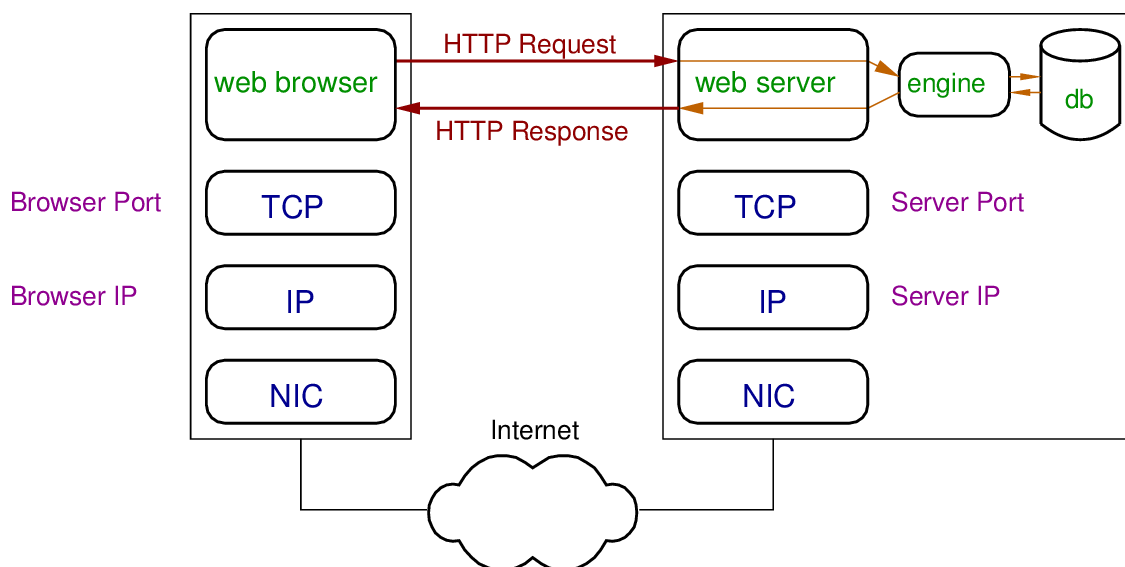 HTTP Request
web browser
web server
engine
db
HTTP Response
Browser Port
TCP
TCP
Server Port
Browser IP
IP
IP
Server IP
NIC
NIC
Internet